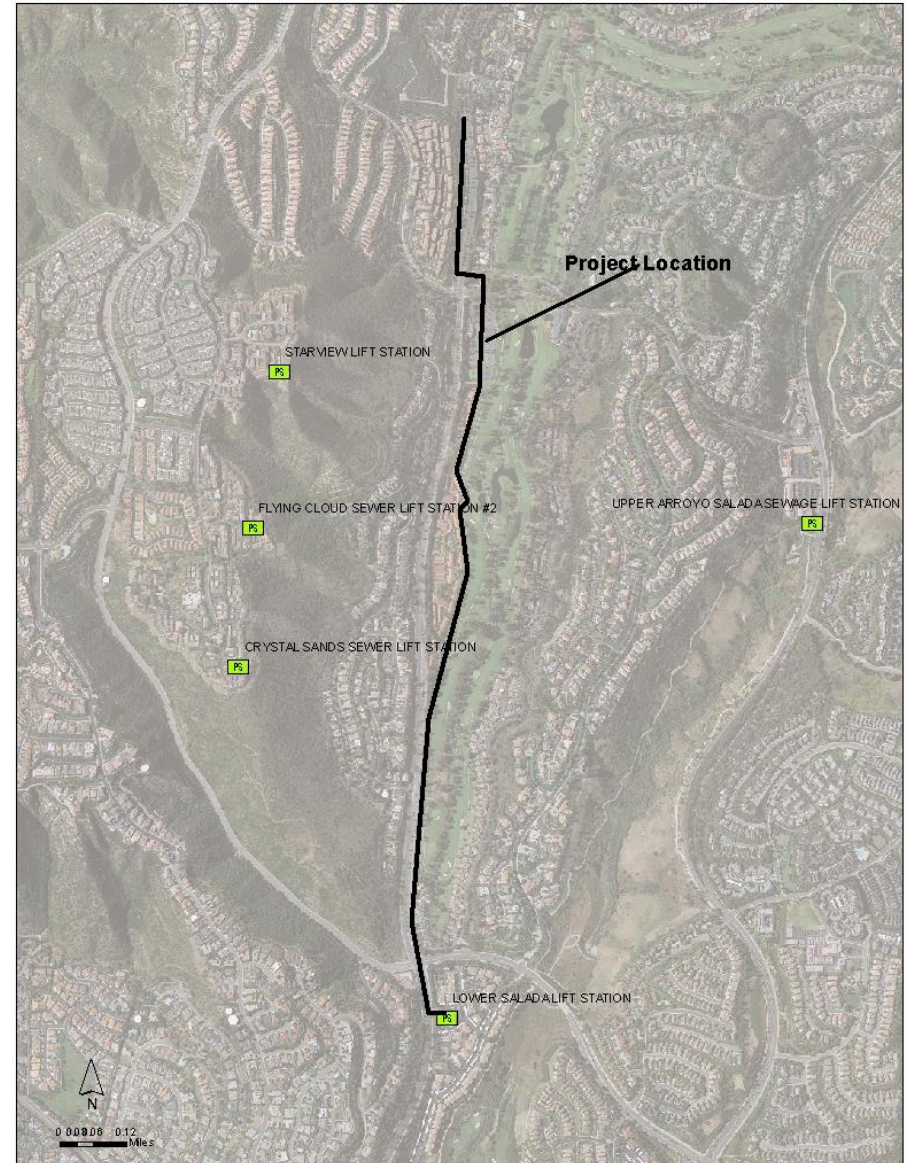 Project Location
STARVIEW LIFT STATION
PS
FLYING CLOUD SEWER LIFT STATION #2
PS
UPPER ARROYO SALADA SEWAGE LIFT STATION
PS
CRYSTAL SANDS SEWER LIFT STATION
PS
LOWER SALADA LIFT STATION
PS
N
0.12
Miles